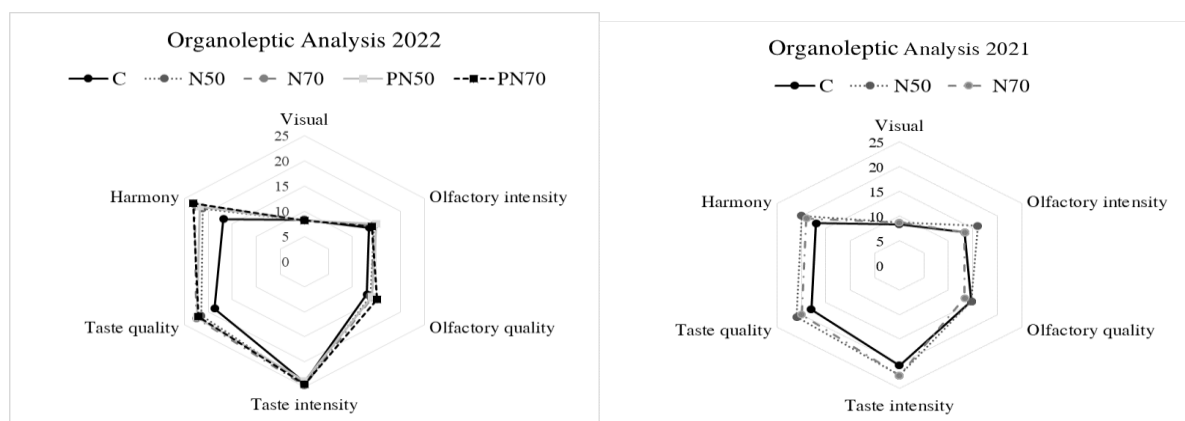 Organoleptic Analysis 2022
C N50 N70 PN50 PN70
Visual
25
20
15
10
5
0
Harmony
Olfactory intensity
Taste quality
Olfactory quality
Taste intensity
Organoleptic Analysis 2021
C N50 N70
Visual
25
20
15
10
5
0
Harmony
Olfactory intensity
Taste quality
Olfactory quality
Taste intensity